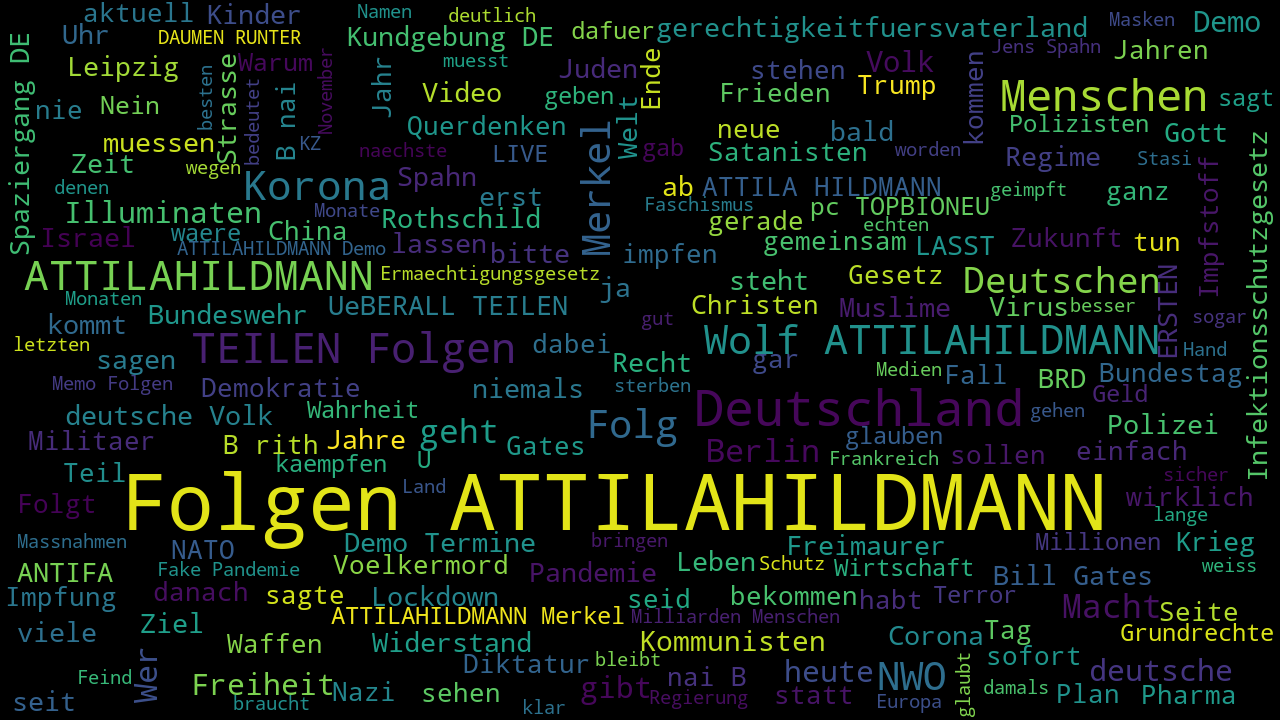 aktuell Kinder Namen deutlich Masken Demo
Uhr DAUMEN RUNTER Kundgebung DE dafuer gerechtigkeitfuersvaterland
Spaziergang DE Leipzig Strasse Warum November muesst Juden Ende stehen Volk Jens Spahn Jahren
nie Nein besten bedeutet B nai Jahr Video geben Welt Frieden Trump kommen Menschen sagt
muessen KZ Querdenken Merkel neue bald Polizisten Gott
Zeit wegen naechste LIVE gab Satanisten worden Regime Stasi Infektionsschutzgesetz
denen Korona Spahn erst ab ATTILA HILDMANN geimpft ganz Impfstoff
Illuminaten Monate Rothschild Faschismus gerade pc TOPBIONEU echten
Israel waere China ATTILAHILDMANN Demo lassen bitte impfen gemeinsam LASST Zukunft tun
ATTILAHILDMANN Ermaechtigungsgesetz ja steht Gesetz Deutschen ERSTEN
Monaten UeBERALL TEILEN Christen Muslime Virus besser
kommt Bundeswehr gut sogar
letzten sagen TEILEN Folgen dabei Wolf ATTILAHILDMANN Hand
Recht gar Medien Fall BRD Bundestag
Memo Folgen Demokratie niemals sterben Geld
deutsche Volk Wahrheit geht Folg Deutschland gehen Polizei
Militaer B rith Jahre Gates Berlin glauben einfach
Teil kaempfen U Frankreich sollen sicher
Folgt Folgen ATTILAHILDMANN Land wirklich
lange
Massnahmen NATO Demo Termine bringen Freimaurer Millionen Krieg
ANTIFA Fake Pandemie Voelkermord Pandemie Leben Schutz Wirtschaft Bill Gates weiss
Impfung danach sagte Lockdown seid bekommen habt Terror Macht Seite
viele Ziel ATTILAHILDMANN Merkel Milliarden Menschen Corona Tag Grundrechte
Waffen Widerstand Kommunisten sofort
Feind Wer Diktatur bleibt nai B heute NWO glaubt deutsche
seit Freiheit Nazi sehen gibt Regierung statt damals Plan Pharma
braucht klar Europa